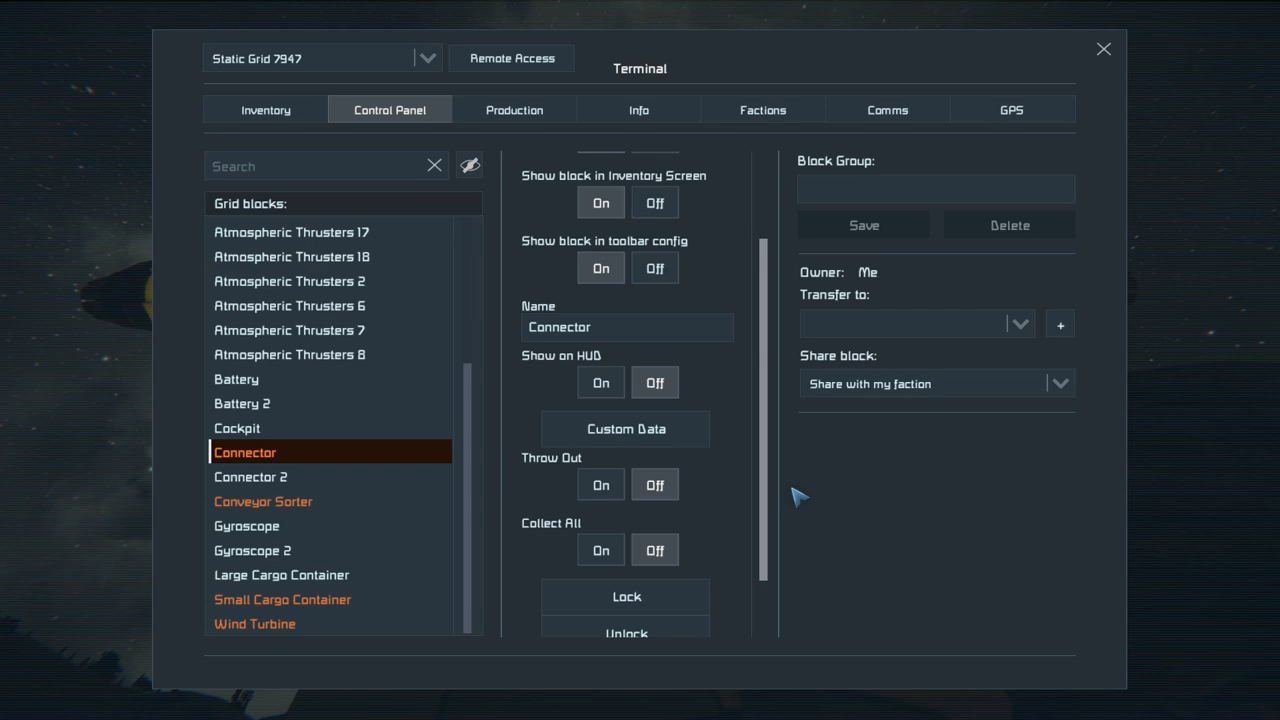 Static Grid 7947
Remote Access
Terminal
Inventory
Control Panel
Production
Info
Factions
Comms
GPS
Search
Grid blocks:
Atmospheric Thrusters 17
Atmospheric Thrusters 18
Atmospheric Thrusters 2
Atmospheric Thrusters 6
Atmospheric Thrusters 7
Atmospheric Thrusters 8
Battery
Battery 2
Cockpit
Connector
Connector 2
Conveyor Sorter
Gyroscope
Gyroscope 2
Large Cargo Container
Small Cargo Container
Wind Turbine
Show block in Inventory Screen
On Off
Show block in toolbar config
On Off
Name
Connector
Show on HUD
On Off
Custom Data
Throw Out
On Off
Collect All
On Off
Lock
Unlock
Block Group:
Save
Delete
Owner: Me
Transfer to:
+
Share block:
Share with my faction